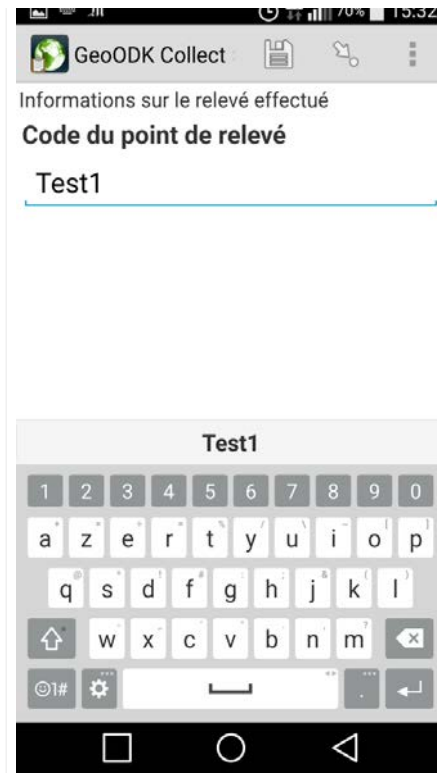 70% 15:32
GeoODK Collect
Informations sur le relevé effectué
Code du point de relevé
Test1
Test1
1 2 3 4 5 6 7 8 9 0
a z e r t y u i o p
q s d f g h j k l
w x c v b n m
1# .